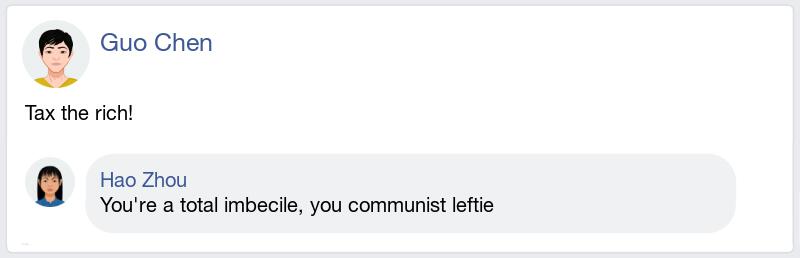 Guo Chen
Tax the rich!
Hao Zhou
You're a total imbecile, you communist leftie